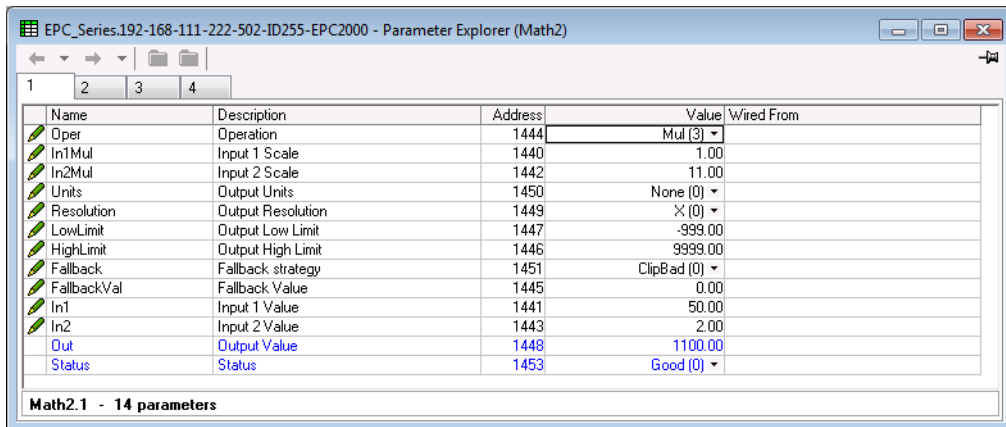 EPC_Series.192-168-111-222-502-ID255-EPC2000 - Parameter Explorer (Math2)
1 2 3 4
Name Description Address Value Wired From
Oper Operation 1444 Mul (3)
In1Mul Input 1 Scale 1440 1.00
In2Mul Input 2 Scale 1442 11.00
Units Output Units 1450 None (0)
Resolution Output Resolution 1449 X (0)
LowLimit Output Low Limit 1447 -999.00
HighLimit Output High Limit 1446 9999.00
Fallback Fallback strategy 1451 ClipBad (0)
FallbackVal Fallback Value 1445 0.00
In1 Input 1 Value 1441 50.00
In2 Input 2 Value 1443 2.00
Out Output Value 1448 1100.00
Status Status 1453 Good (0)
Math2.1 - 14 parameters